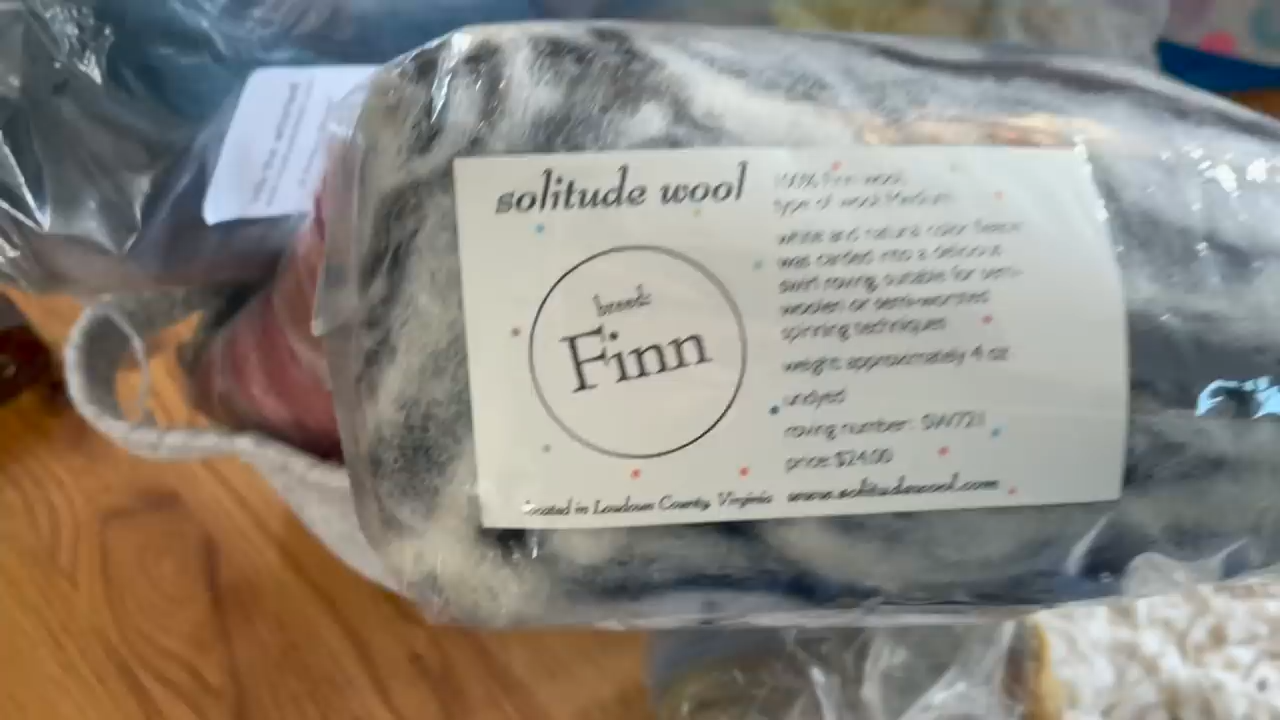 solitude wool
breed:
Finn
100% Finn wool
type of wool: Medium
white and natural color fleece
was carded into a delicious
swirl roving, suitable for semi-
woolen or semi-worsted
spinning techniques
weight: approximately 4 oz
undyed
roving number: SW721
price: $24.00
located in Loudoun County, Virginia www.solitudewool.com